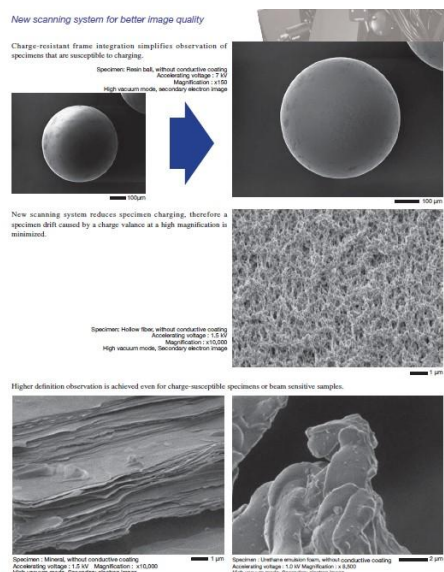 New scanning system for better image quality
Charge-resistant frame integration simplifies observation of
specimens that are susceptible to charging.
Specimen: Resin ball, without conductive coating
Accelerating voltage : 7 kV
Magnification : x160
High vacuum mode, secondary electron image
100μm
100 μm
New scanning system reduces specimen charging, therefore a
specimen drift caused by a charge valance at a high magnification is
minimized.
Specimen: Hollow fiber, without conductive coating
Accelerating voltage : 1.5 kV
Magnification : x10,000
High vacuum mode, Secondary electron image
1 μm
Higher definition observation is achieved even for charge-susceptible specimens or beam sensitive samples.
Specimen : Mineral, without conductive coating
Accelerating voltage : 1.5 kV Magnification : x10,000
1 μm
Specimen : Urethane emulsion foam, without conductive coating
Accelerating voltage : 1.0 kV Magnification : x 8,500
2 μm